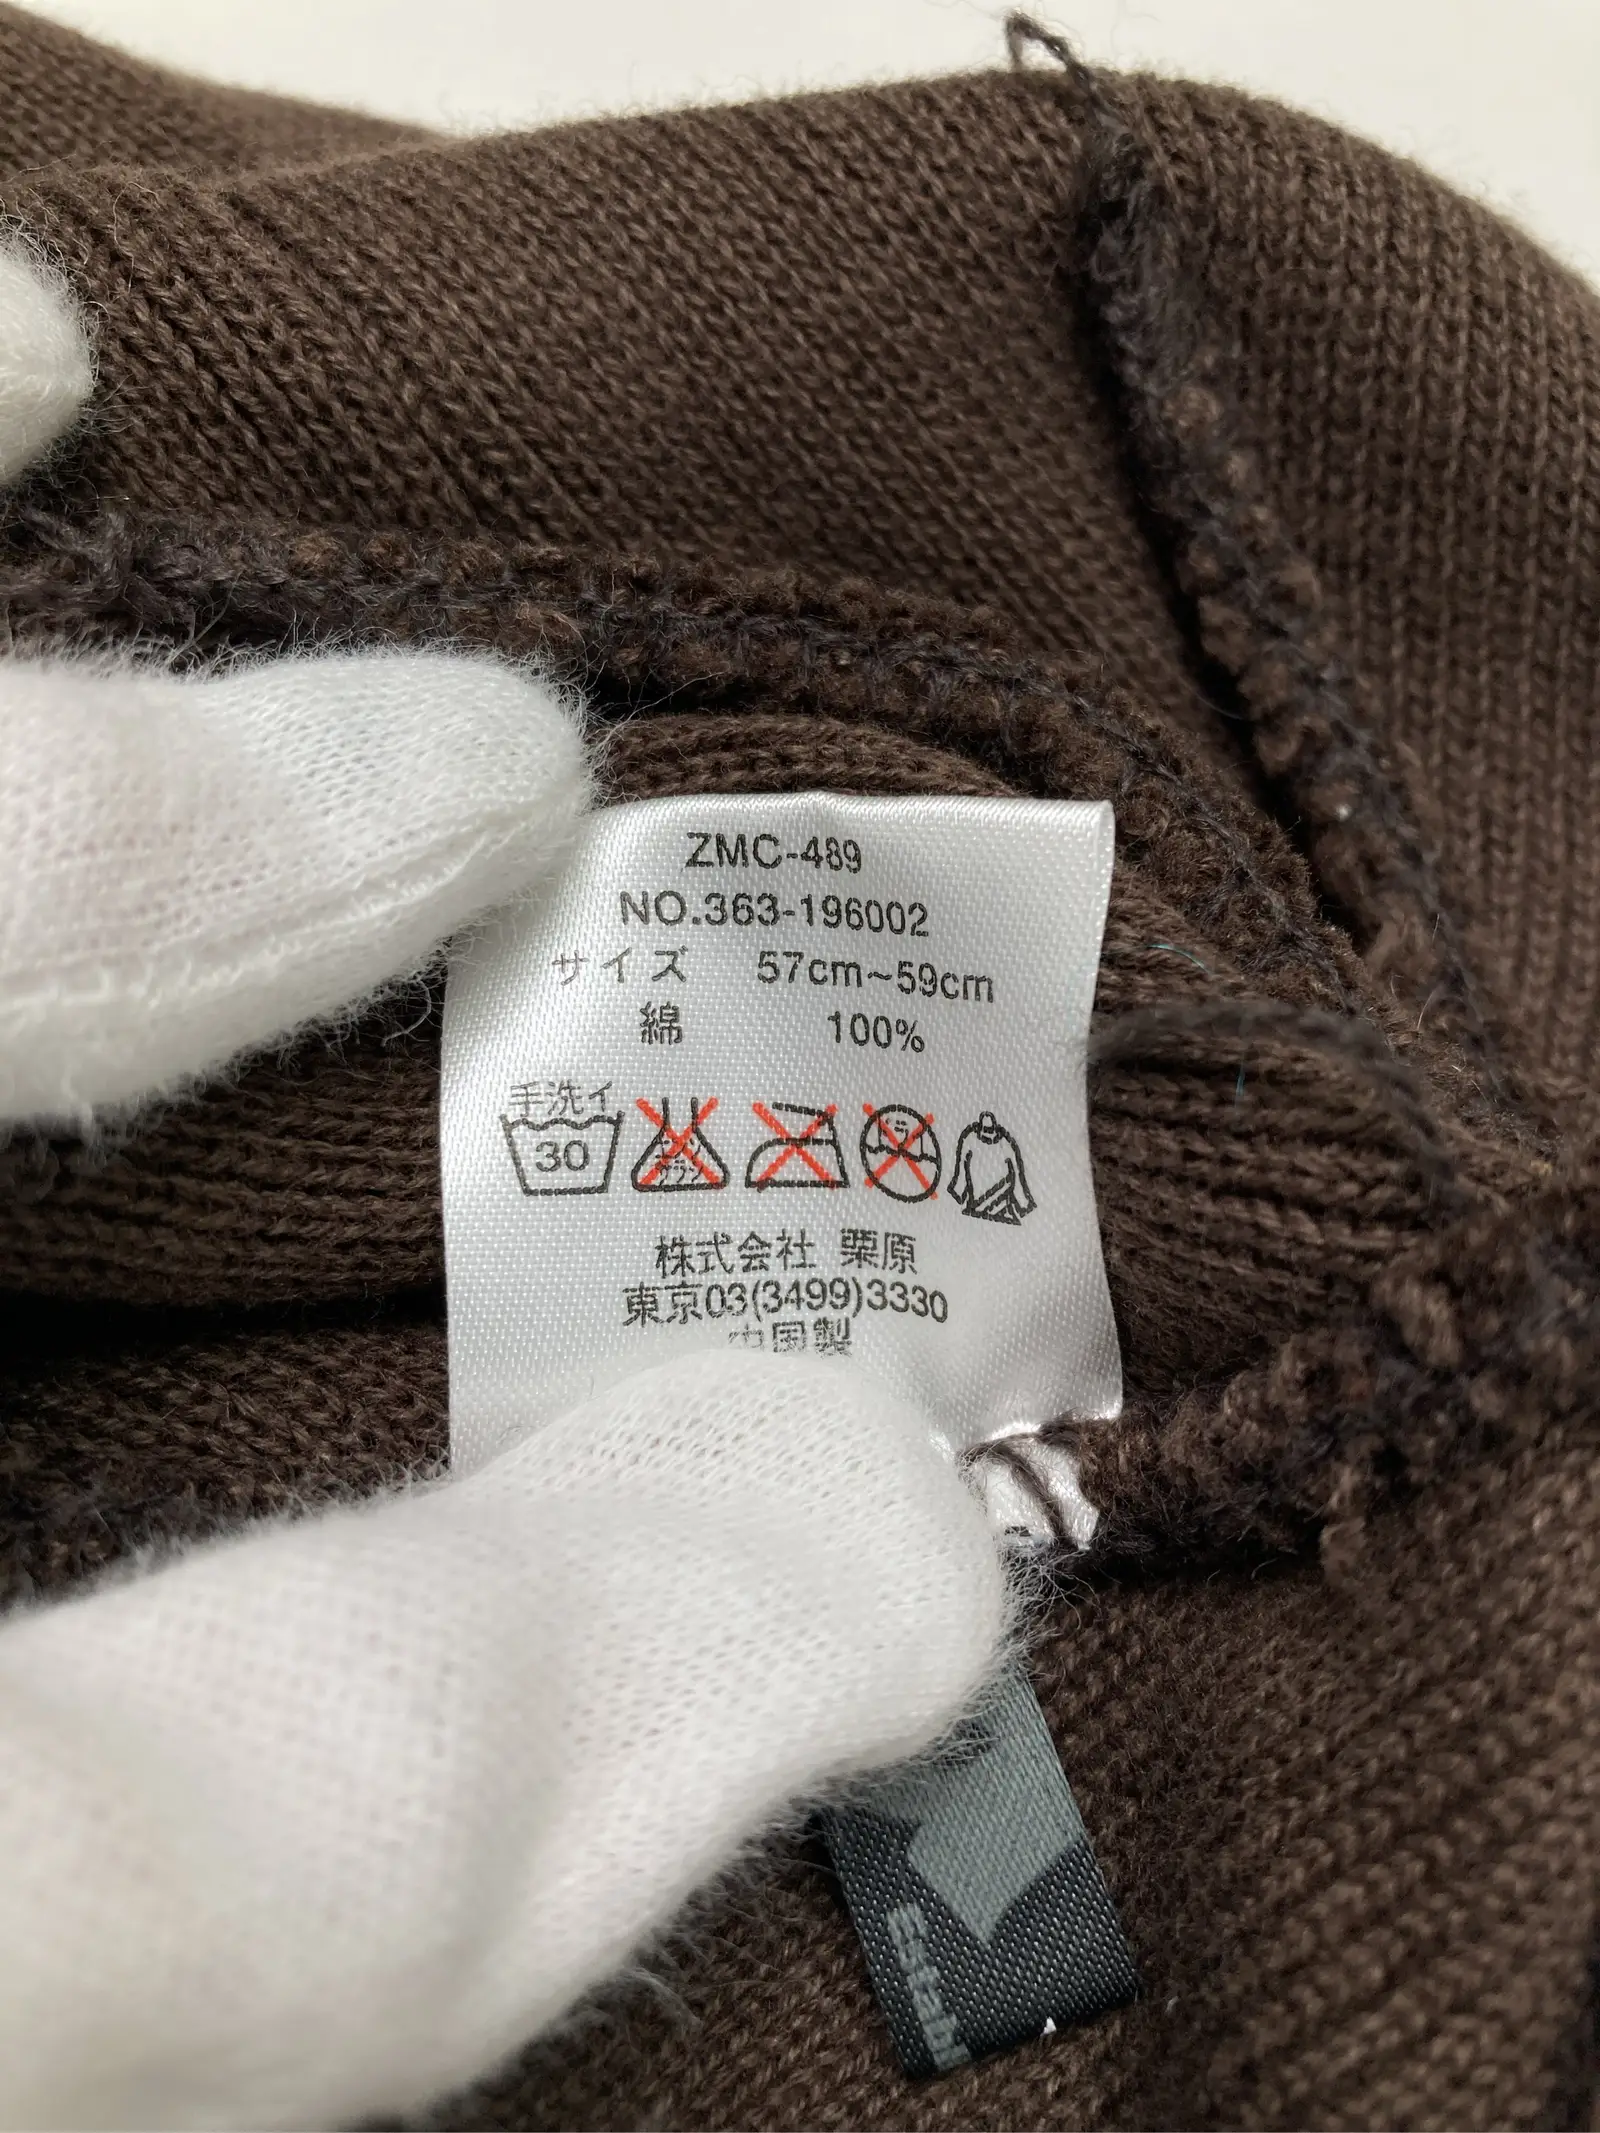 ZMC-489
NO.363-196002
サイズ 57cm~59cm
綿 100%
手洗イ
30
株式会社 栗原
東京03(3499)3330
中国製